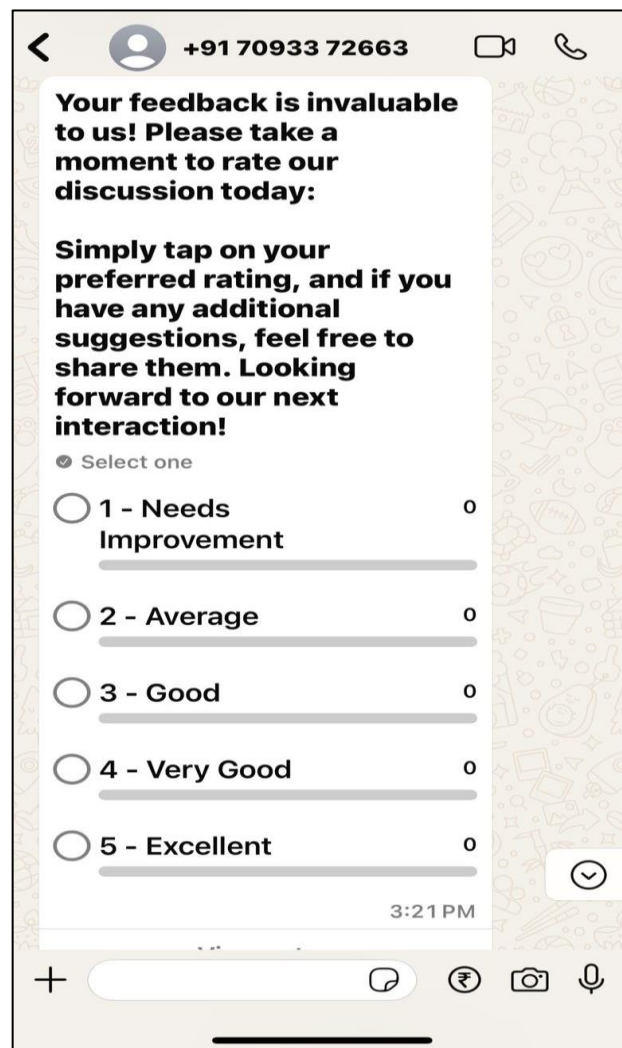 +91 70933 72663
Your feedback is invaluable
to us! Please take a
moment to rate our
discussion today:
Simply tap on your
preferred rating, and if you
have any additional
suggestions, feel free to
share them. Looking
forward to our next
interaction!
Select one
1 - Needs 0
Improvement
2 - Average 0
3 - Good 0
4 - Very Good 0
5 - Excellent 0
3:21 PM
₹